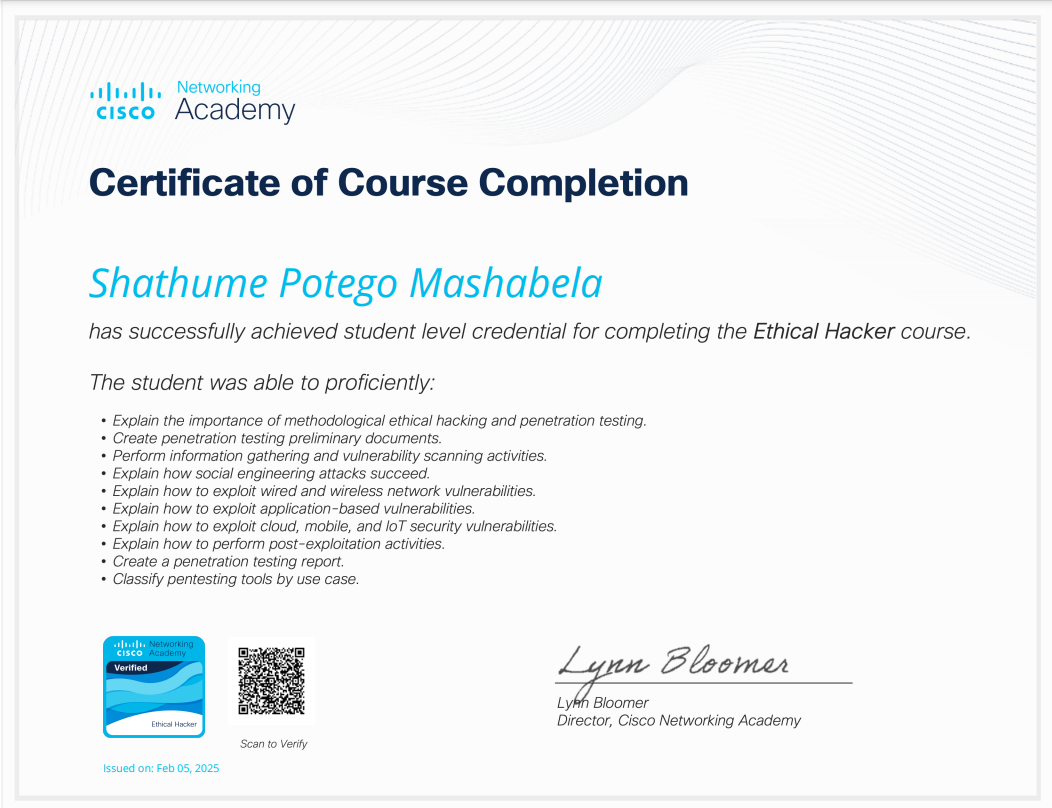 Networking
CISCO Academy
Certificate of Course Completion
Shathume Potego Mashabela
has successfully achieved student level credential for completing the Ethical Hacker course.
The student was able to proficiently:
• Explain the importance of methodological ethical hacking and penetration testing.
• Create penetration testing preliminary documents.
• Perform information gathering and vulnerability scanning activities.
• Explain how social engineering attacks succeed.
• Explain how to exploit wired and wireless network vulnerabilities.
• Explain how to exploit application-based vulnerabilities.
• Explain how to exploit cloud, mobile, and IoT security vulnerabilities.
• Explain how to perform post-exploitation activities.
• Create a penetration testing report.
• Classify pentesting tools by use case.
Networking
CISCO Academy
Verified
Ethical Hacker
Scan to Verify
Issued on: Feb 05, 2025
Lynn Bloomer
Lynn Bloomer
Director, Cisco Networking Academy